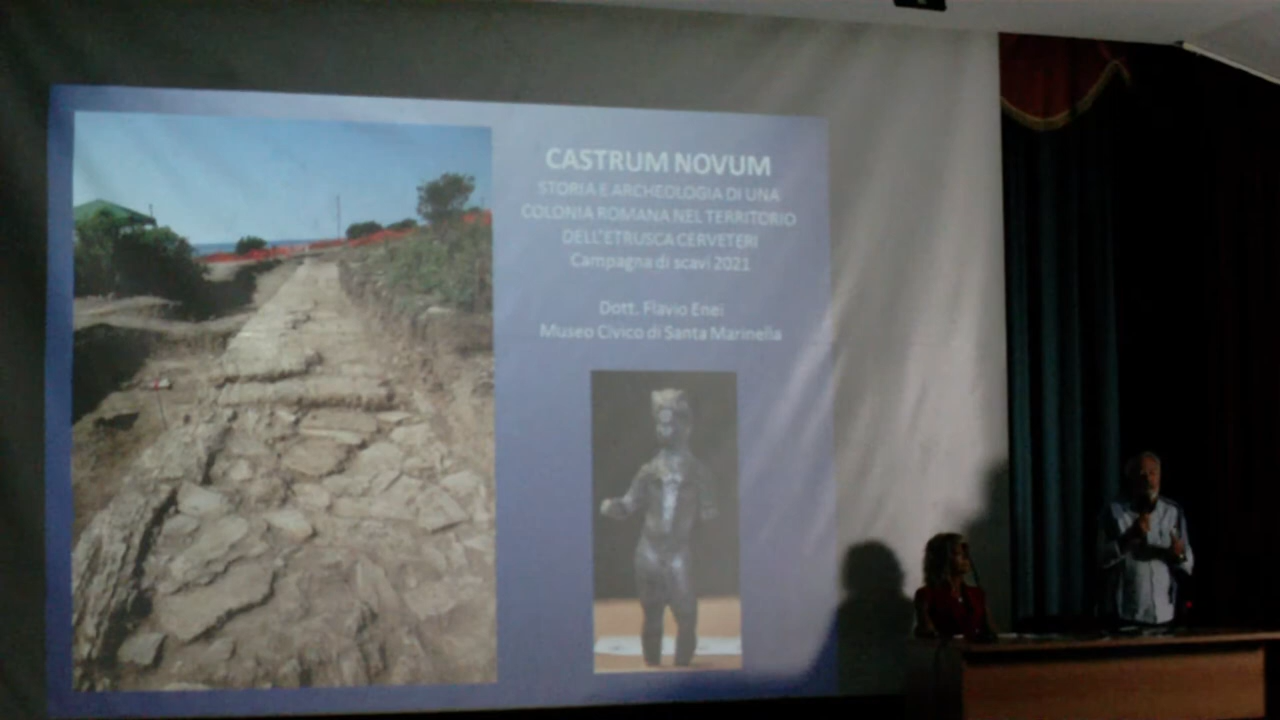 CASTRUM NOVUM
STORIA E ARCHEOLOGIA DI UNA
COLONIA ROMANA NEL TERRITORIO
DELL'ETRUSCA CERVETERI
Campagna di scavi 2021
Dott. Flavio Enei
Museo Civico di Santa Marinella